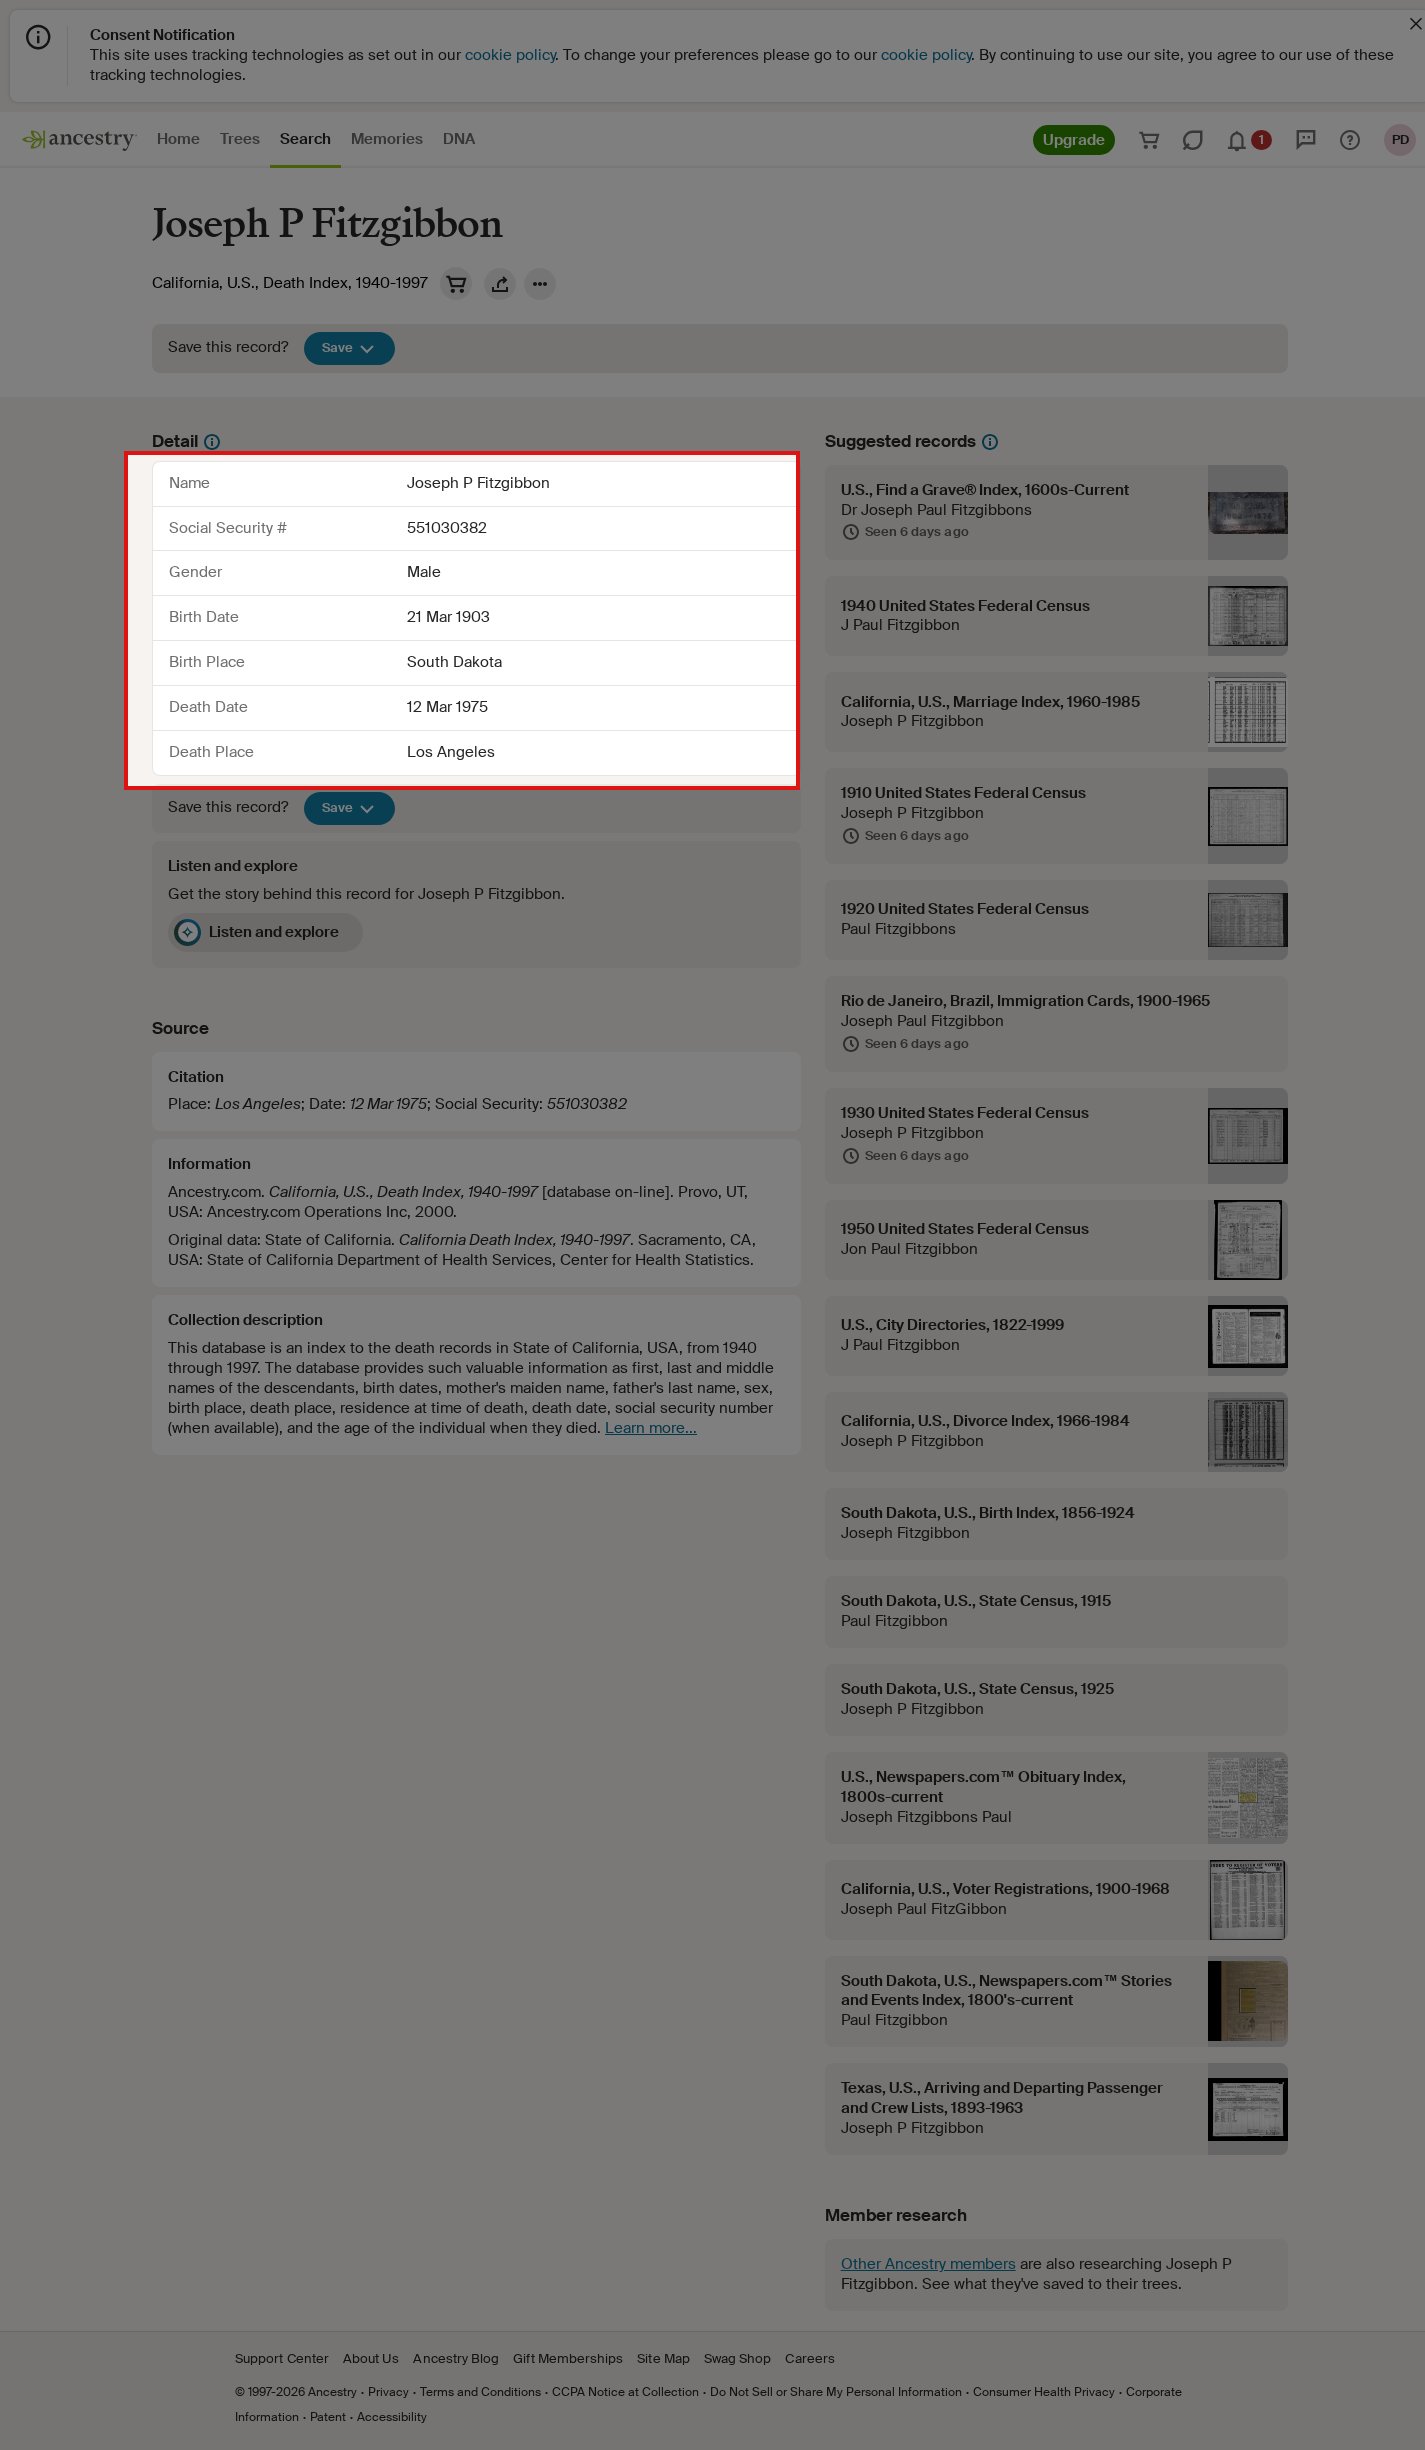 Consent Notification
This site uses tracking technologies as set out in our cookie policy. To change your preferences please go to our cookie policy. By continuing to use our site, you agree to our use of these
tracking technologies.
ancestry
Home Trees Search Memories DNA
Upgrade
1
PD
Joseph P Fitzgibbon
California, U.S., Death Index, 1940-1997
Save this record? Save
Detail
Name Joseph P Fitzgibbon
Social Security # 551030382
Gender Male
Birth Date 21 Mar 1903
Birth Place South Dakota
Death Date 12 Mar 1975
Death Place Los Angeles
Save this record? Save
Listen and explore
Get the story behind this record for Joseph P Fitzgibbon.
Listen and explore
Source
Citation
Place: Los Angeles; Date: 12 Mar 1975; Social Security: 551030382
Information
Ancestry.com. California, U.S., Death Index, 1940-1997 [database on-line]. Provo, UT,
USA: Ancestry.com Operations Inc, 2000.
Original data: State of California. California Death Index, 1940-1997. Sacramento, CA,
USA: State of California Department of Health Services, Center for Health Statistics.
Collection description
This database is an index to the death records in State of California, USA, from 1940
through 1997. The database provides such valuable information as first, last and middle
names of the descendants, birth dates, mother's maiden name, father's last name, sex,
birth place, death place, residence at time of death, death date, social security number
(when available), and the age of the individual when they died. Learn more...
Suggested records
U.S., Find a Grave® Index, 1600s-Current
Dr Joseph Paul Fitzgibbons
Seen 6 days ago
1940 United States Federal Census
J Paul Fitzgibbon
California, U.S., Marriage Index, 1960-1985
Joseph P Fitzgibbon
1910 United States Federal Census
Joseph P Fitzgibbon
Seen 6 days ago
1920 United States Federal Census
Paul Fitzgibbons
Rio de Janeiro, Brazil, Immigration Cards, 1900-1965
Joseph Paul Fitzgibbon
Seen 6 days ago
1930 United States Federal Census
Joseph P Fitzgibbon
Seen 6 days ago
1950 United States Federal Census
Jon Paul Fitzgibbon
U.S., City Directories, 1822-1999
J Paul Fitzgibbon
California, U.S., Divorce Index, 1966-1984
Joseph P Fitzgibbon
South Dakota, U.S., Birth Index, 1856-1924
Joseph Fitzgibbon
South Dakota, U.S., State Census, 1915
Paul Fitzgibbon
South Dakota, U.S., State Census, 1925
Joseph P Fitzgibbon
U.S., Newspapers.com™ Obituary Index,
1800s-current
Joseph Fitzgibbons Paul
California, U.S., Voter Registrations, 1900-1968
Joseph Paul FitzGibbon
INDEX TO REGISTER OF VOTERS
South Dakota, U.S., Newspapers.com™ Stories
and Events Index, 1800's-current
Paul Fitzgibbon
Texas, U.S., Arriving and Departing Passenger
and Crew Lists, 1893-1963
Joseph P Fitzgibbon
Member research
Other Ancestry members are also researching Joseph P
Fitzgibbon. See what they've saved to their trees.
Support Center About Us Ancestry Blog Gift Memberships Site Map Swag Shop Careers
© 1997-2026 Ancestry • Privacy • Terms and Conditions • CCPA Notice at Collection • Do Not Sell or Share My Personal Information • Consumer Health Privacy • Corporate
Information • Patent • Accessibility